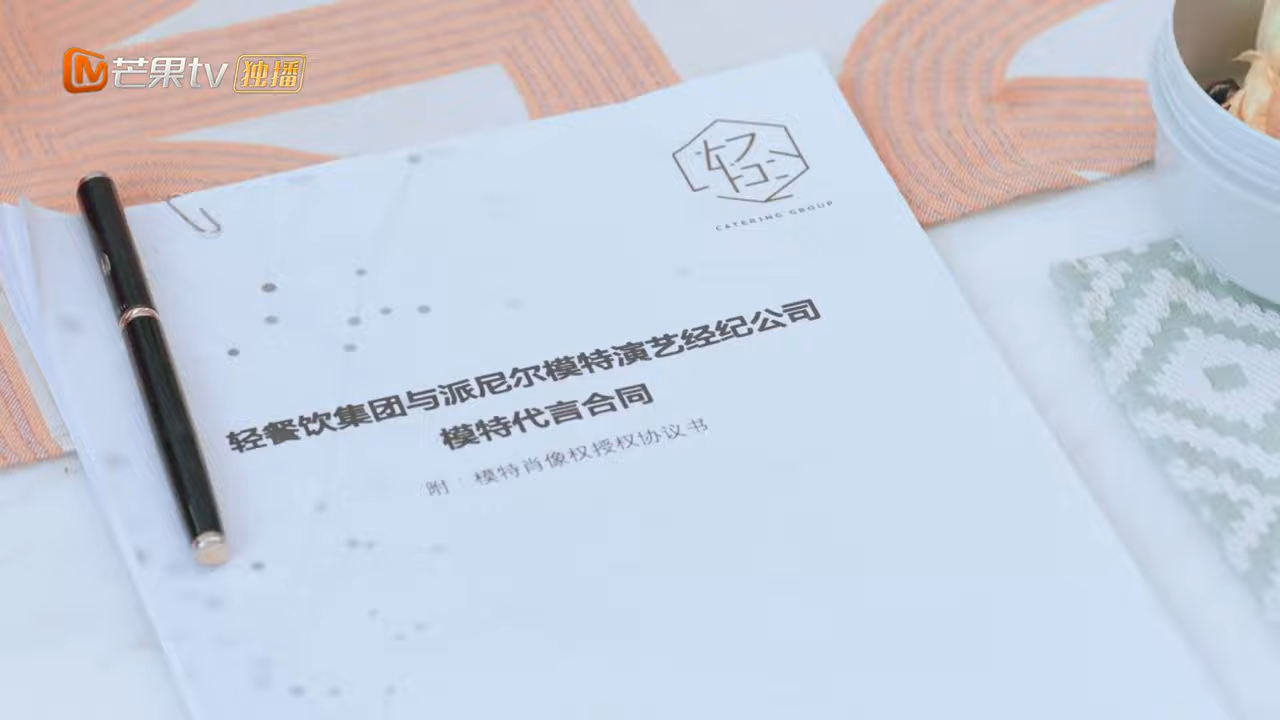 芒果tv 独播
轻
CATERING GROUP
轻餐饮集团与派尼尔模特演艺经纪公司
模特代言合同
附：模特肖像权授权协议书